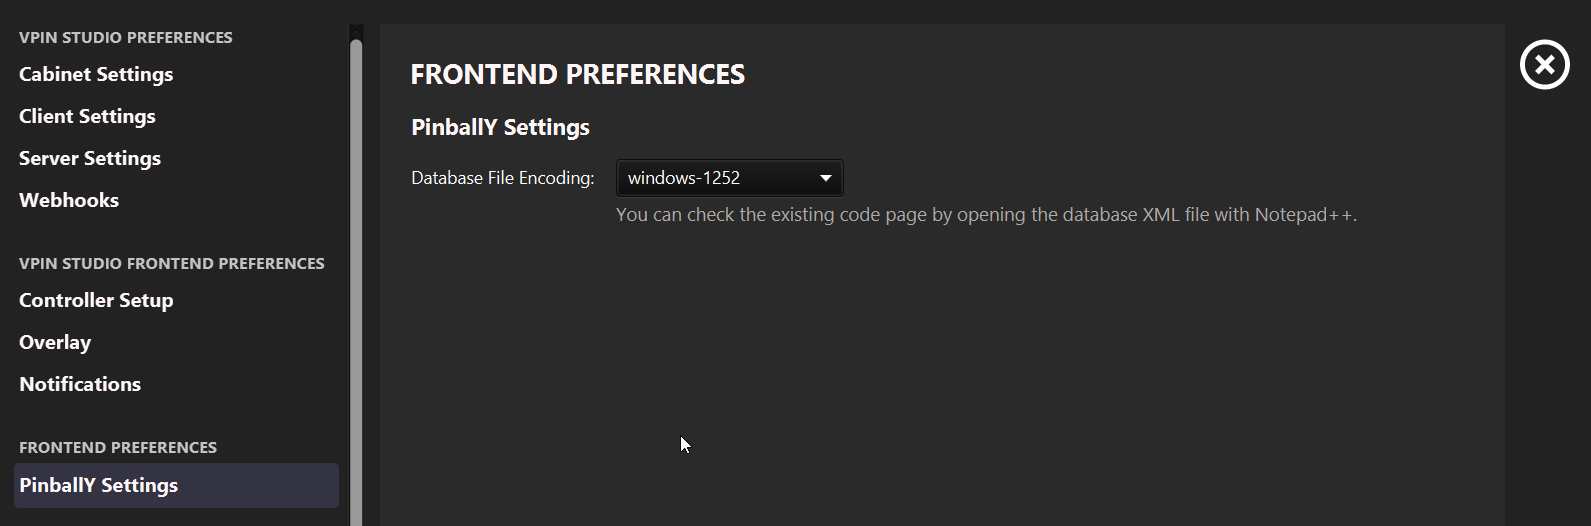 VPIN STUDIO PREFERENCES
Cabinet Settings
Client Settings
Server Settings
Webhooks
VPIN STUDIO FRONTEND PREFERENCES
Controller Setup
Overlay
Notifications
FRONTEND PREFERENCES
PinballY Settings
FRONTEND PREFERENCES
PinballY Settings
Database File Encoding: windows-1252
You can check the existing code page by opening the database XML file with Notepad++.